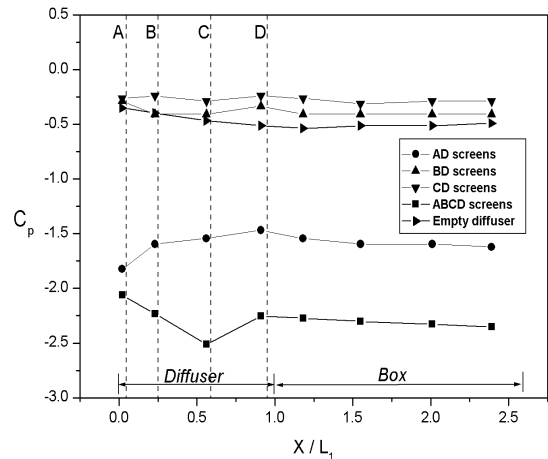 A B C D
0.5
0.0
-0.5
-1.0
-1.5
-2.0
-2.5
-3.0
Cp
AD screens
BD screens
CD screens
ABCD screens
Empty diffuser
Diffuser Box
0.0 0.5 1.0 1.5 2.0 2.5
X / L1